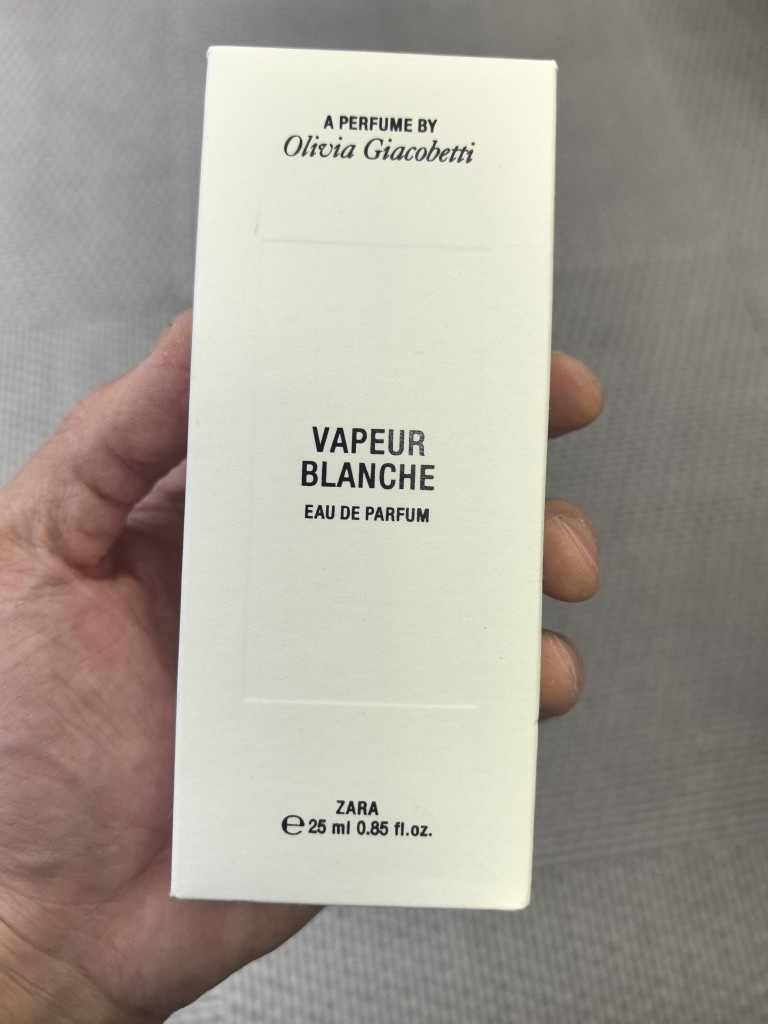 A PERFUME BY
Olivia Giacobetti
VAPEUR
BLANCHE
EAU DE PARFUM
ZARA
℮ 25 ml 0.85 fl.oz.